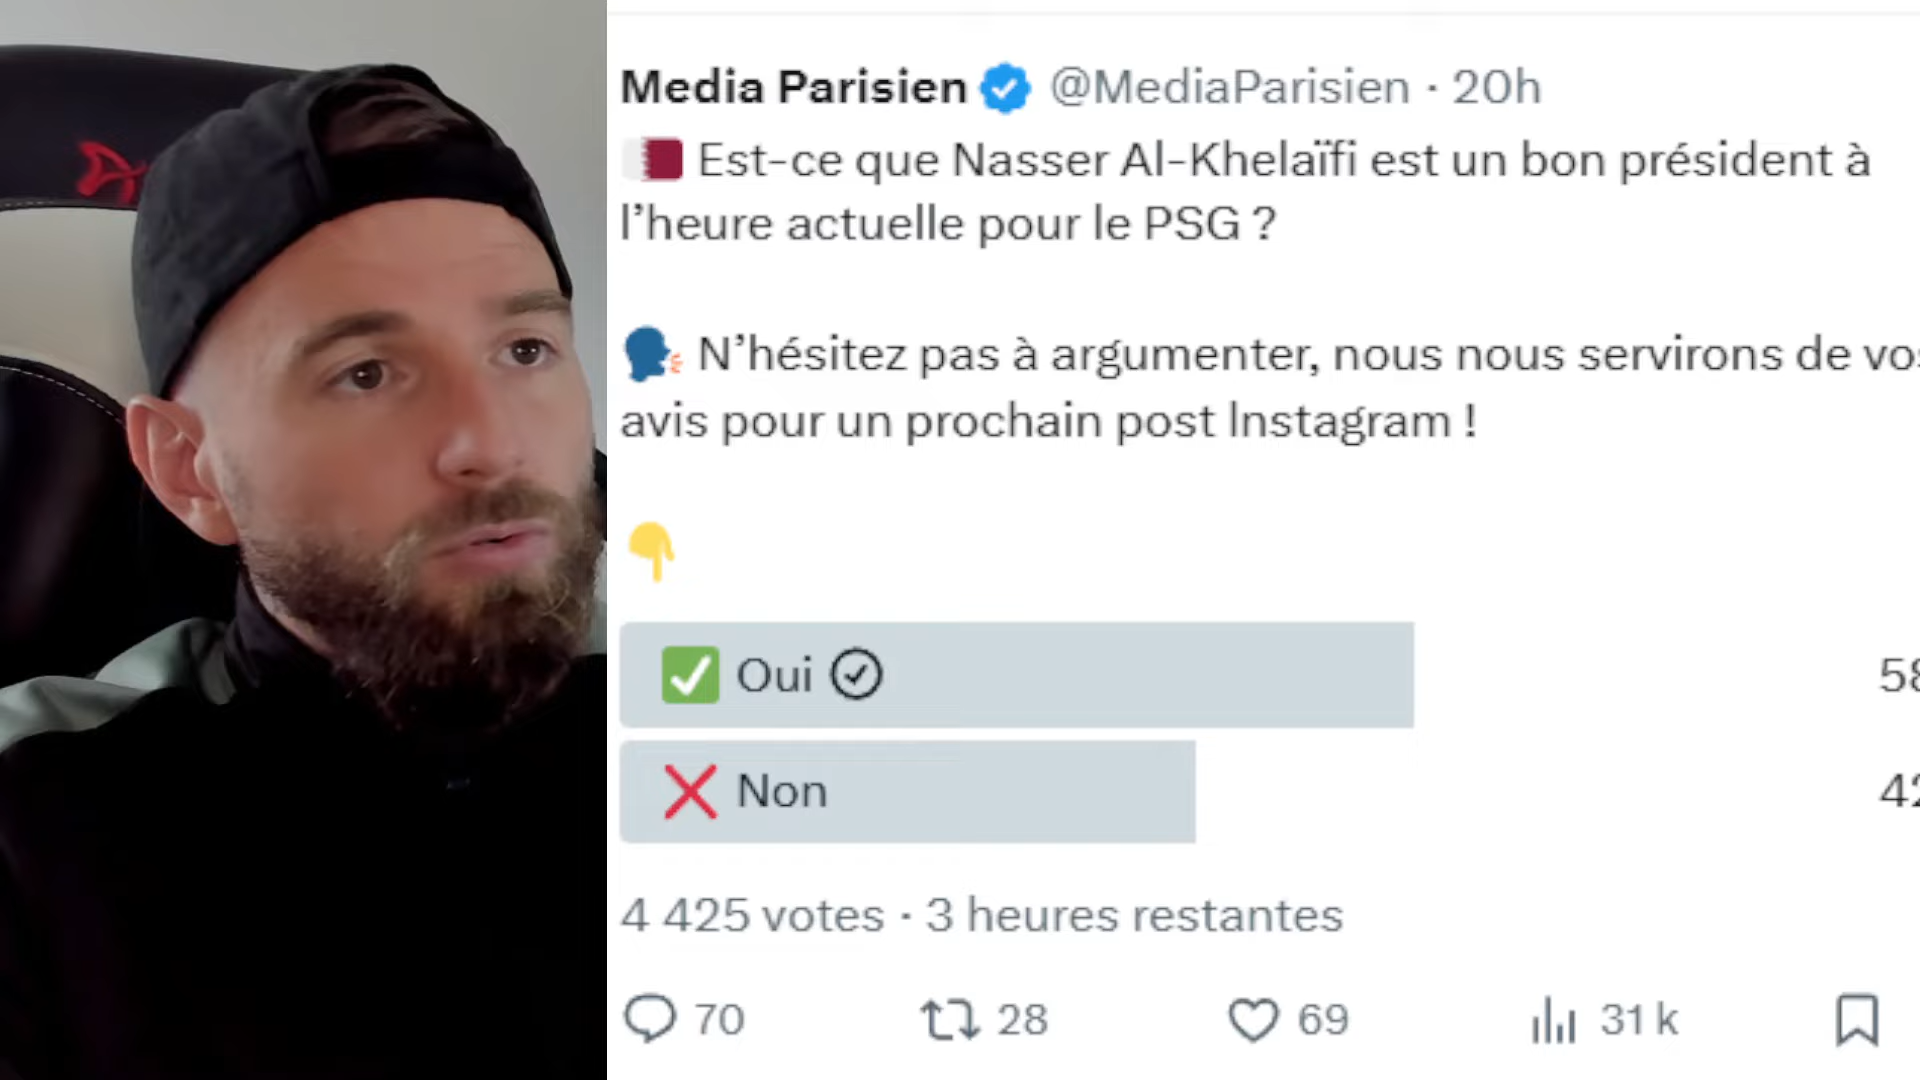 Media Parisien @MediaParisien · 20h
Est-ce que Nasser Al-Khelaïfi est un bon président à
l’heure actuelle pour le PSG ?
N’hésitez pas à argumenter, nous nous servirons de vos
avis pour un prochain post Instagram !
Oui 58
Non 42
4 425 votes · 3 heures restantes
70 28 69 31 k